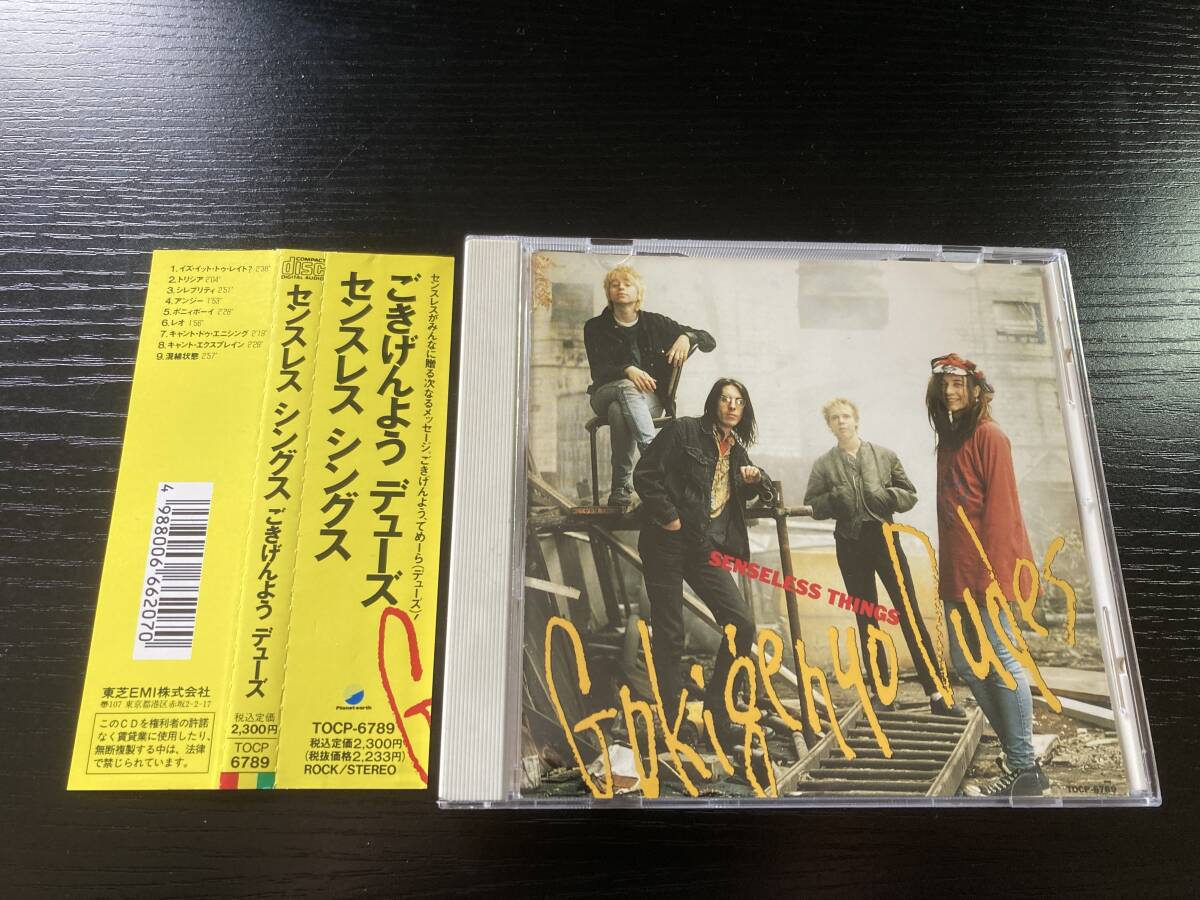 1. イズ・イット・トゥ・レイト? 2'38"
2. トリシア 2'04"
3. シレブリティ 2'51"
4. アンジー 1'53"
5. ポニィボーイ 2'28"
6. レオ 1'58"
7. キャント・ドゥ・エニシング 2'19"
8. キャント・エクスプレイン 2'28"
9. 混線状態 2'57"
4 988006 662070
東芝EMI株式会社
〒107 東京都港区赤坂2-2-17
このCDを権利者の許諾
なく賃貸業に使用したり、
無断複製する事は、法律
で禁じられています。
COMPACT
disc
DIGITAL AUDIO
センスレス シングス ごきげんよう デューズ
税込定価
2,300円
TOCP
6789
センスレスがみんなに贈る次なるメッセージ、ごきげんよう、てめーら(デューズ)!
ごきげんよう デューズ
センスレス シングス
G
Planet earth
TOCP-6789
税込定価2,300円
(税抜価格2,233円)
ROCK/STEREO
SENSELESS THINGS
Gokigenyo Dudes
TOCP-6789